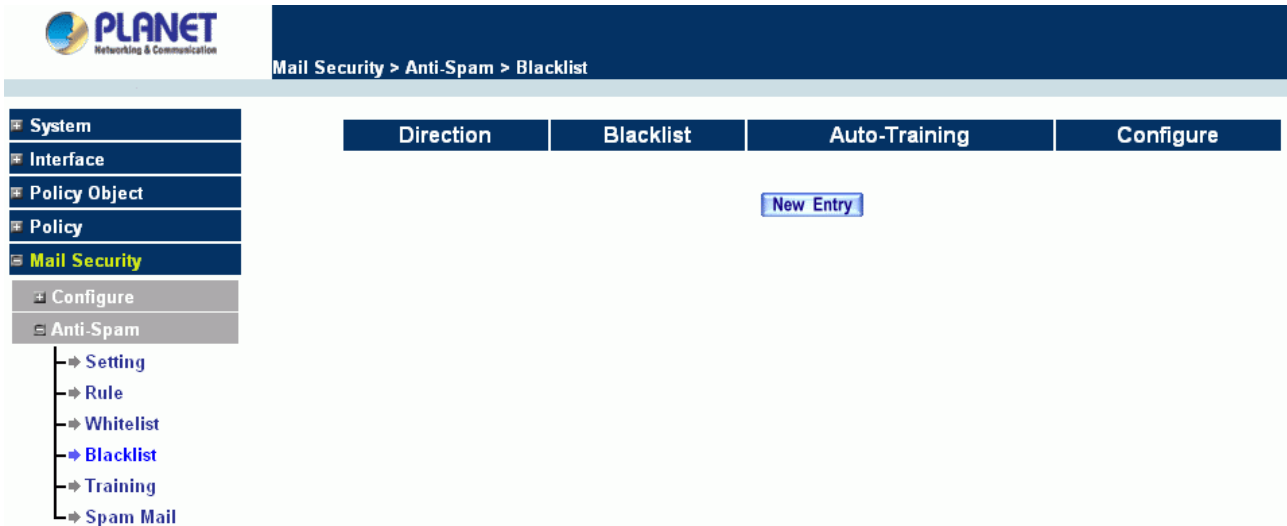 PLANET
Networking & Communication
Mail Security > Anti-Spam > Blacklist
System
Interface
Policy Object
Policy
Mail Security
Configure
Anti-Spam
Setting
Rule
Whitelist
Blacklist
Training
Spam Mail
Direction Blacklist Auto-Training Configure
New Entry